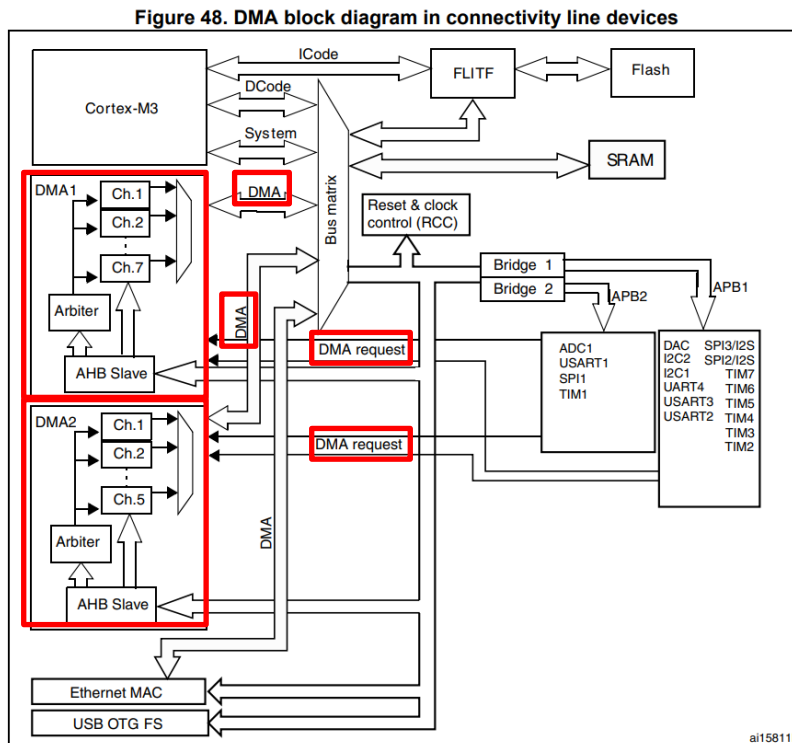 Figure 48. DMA block diagram in connectivity line devices
ICode
Cortex-M3
FLITF
Flash
DCode
System
SRAM
DMA1
Ch.1
Ch.2
Ch.7
Arbiter
AHB Slave
DMA
Bus matrix
Reset & clock
control (RCC)
Bridge 1
Bridge 2
APB2
APB1
DMA
DMA request
ADC1
USART1
SPI1
TIM1
DAC
I2C2
I2C1
UART4
USART3
USART2
SPI3/I2S
SPI2/I2S
TIM7
TIM6
TIM5
TIM4
TIM3
TIM2
DMA2
Ch.1
Ch.2
Ch.5
Arbiter
AHB Slave
DMA request
DMA
Ethernet MAC
USB OTG FS
ai15811